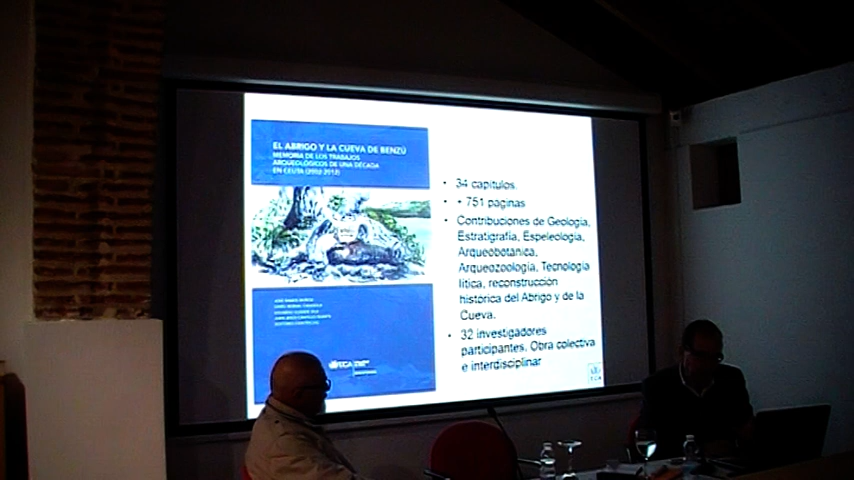 EL ABRIGO Y LA CUEVA DE BENZÚ
MEMORIA DE LOS TRABAJOS
ARQUEOLÓGICOS DE UNA DÉCADA
EN CEUTA (2002-2012)
• 34 capítulos.
• + 751 páginas
• Contribuciones de Geología,
Estratigrafía, Espeleología,
Arqueobotánica,
Arqueozoología, Tecnología
lítica, reconstrucción
histórica del Abrigo y de la
Cueva.
• 32 investigadores
participantes. Obra colectiva
e interdisciplinar
UCA
UCA